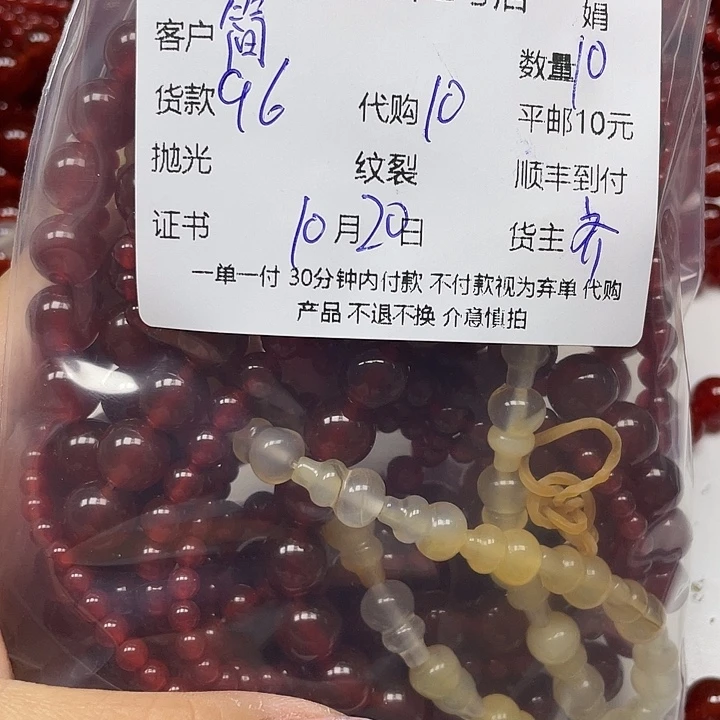 娟
客户 简 数量 10
货款 96 代购 10 平邮10元
抛光 纹裂 顺丰到付
证书 10月20日 货主 齐
一单一付 30分钟内付款 不付款视为弃单 代购
产品 不退不换 介意慎拍